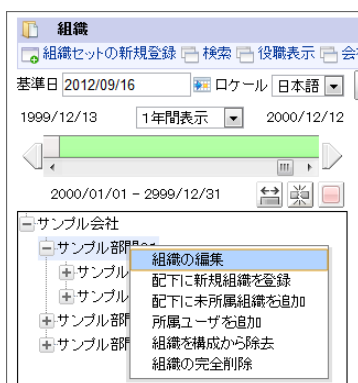 組織
組織セットの新規登録 検索 役職表示 会
基準日 2012/09/16 ロケール 日本語
1999/12/13 1年間表示 2000/12/12
2000/01/01 - 2999/12/31
サンプル会社
サンプル部門01
サンプル
サンプル
サンプル部門
サンプル部門
組織の編集
配下に新規組織を登録
配下に未所属組織を追加
所属ユーザを追加
組織を構成から除去
組織の完全削除